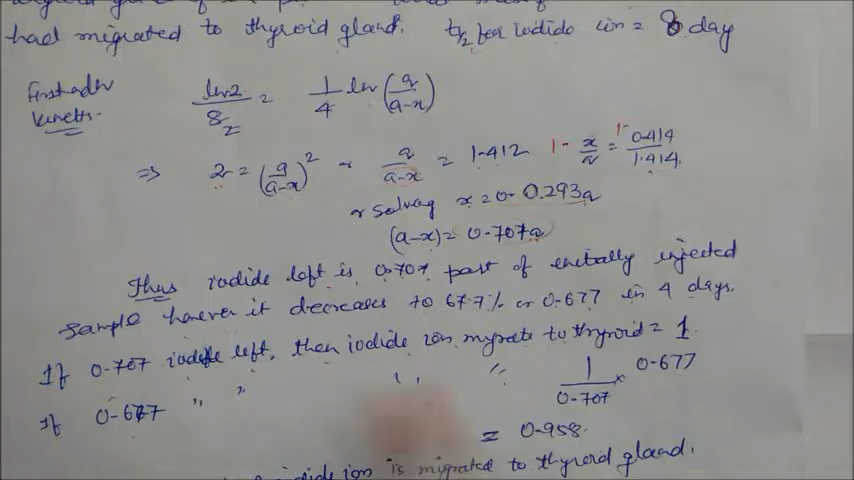 had migrated to thyroid gland. t1/2 for iodide ion = 8 day
First order kinetics.
ln2/8 2 = 1/4 ln (a/a-x)
⇒ 2 = (a/a-x)² ~ a/a-x = 1.412 1- x/a = 1- 0.414/1.414
~ solving x = 0. 0.293a
(a-x) = 0.707a
Thus iodide left is 0.707 part of initially injected
sample however it decreases to 67.7% or 0.677 in 4 days.
If 0.707 iodide left, then iodide ion migrate to thyroid = 1
If 0.677 " " " " 1/0.707 × 0.677
= 0.958.
iodide ion is migrated to thyroid gland.